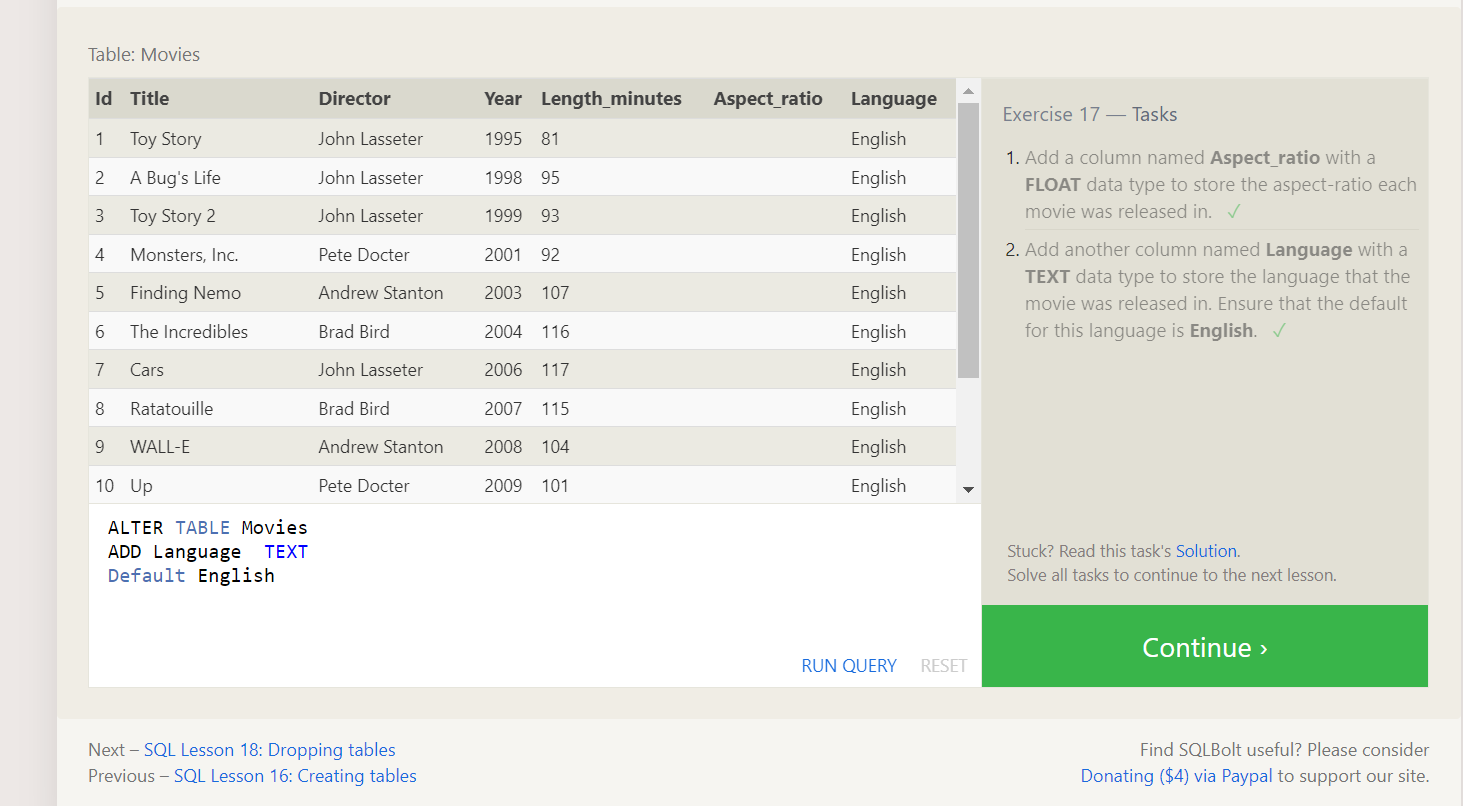 Table: Movies
Id Title Director Year Length_minutes Aspect_ratio Language
1 Toy Story John Lasseter 1995 81 English
2 A Bug's Life John Lasseter 1998 95 English
3 Toy Story 2 John Lasseter 1999 93 English
4 Monsters, Inc. Pete Docter 2001 92 English
5 Finding Nemo Andrew Stanton 2003 107 English
6 The Incredibles Brad Bird 2004 116 English
7 Cars John Lasseter 2006 117 English
8 Ratatouille Brad Bird 2007 115 English
9 WALL-E Andrew Stanton 2008 104 English
10 Up Pete Docter 2009 101 English
ALTER TABLE Movies
ADD Language  TEXT
Default English
RUN QUERY RESET
Exercise 17 — Tasks
1. Add a column named Aspect_ratio with a
FLOAT data type to store the aspect-ratio each
movie was released in. ✓
2. Add another column named Language with a
TEXT data type to store the language that the
movie was released in. Ensure that the default
for this language is English. ✓
Stuck? Read this task's Solution.
Solve all tasks to continue to the next lesson.
Continue ›
Next – SQL Lesson 18: Dropping tables
Previous – SQL Lesson 16: Creating tables
Find SQLBolt useful? Please consider
Donating ($4) via Paypal to support our site.